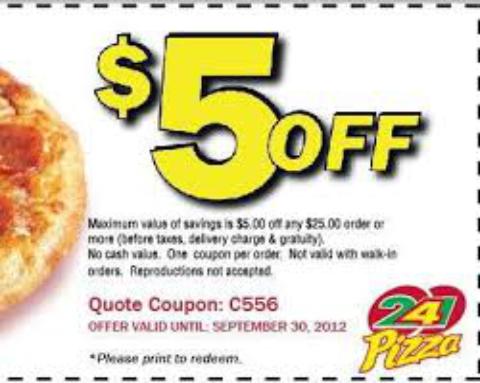 $5 OFF
Maximum value of savings is $5.00 off any $25.00 order or
more (before taxes, delivery charge & gratuity).
No cash value. One coupon per order. Not valid with walk-in
orders. Reproductions not accepted.
Quote Coupon: C556
OFFER VALID UNTIL: SEPTEMBER 30, 2012
*Please print to redeem.
241
Pizza